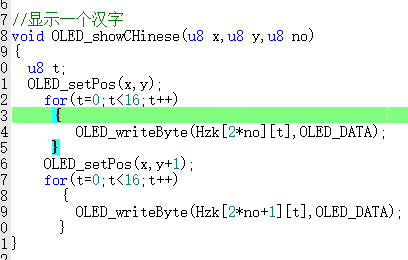 6
7 //显示一个汉字
8 void OLED_showCHinese(u8 x,u8 y,u8 no)
9 {
0 u8 t;
1 OLED_setPos(x,y);
2 for(t=0;t<16;t++)
3 {
4 OLED_writeByte(Hzk[2*no][t],OLED_DATA);
5 }
6 OLED_setPos(x,y+1);
7 for(t=0;t<16;t++)
8 {
9 OLED_writeByte(Hzk[2*no+1][t],OLED_DATA);
0 }
1 }